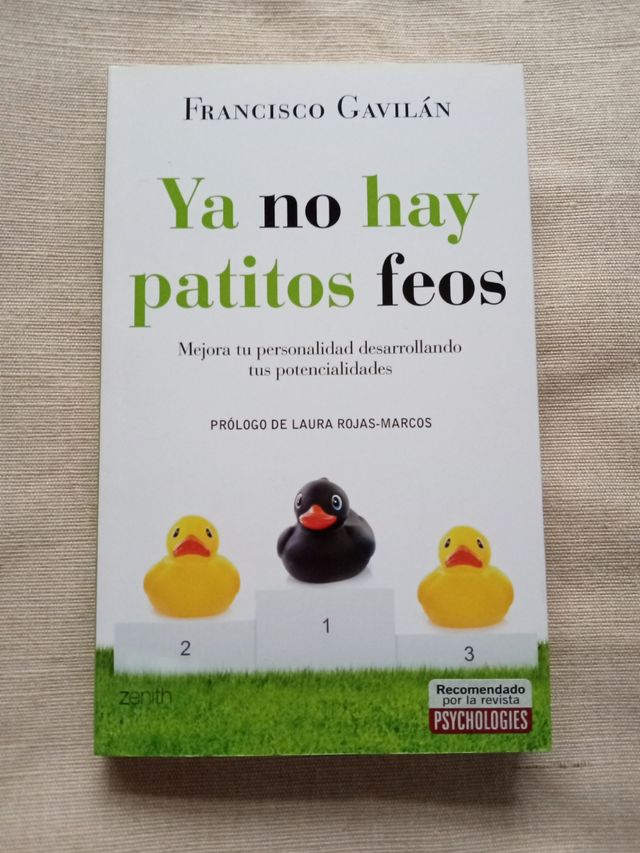 FRANCISCO GAVILÁN
Ya no hay
patitos feos
Mejora tu personalidad desarrollando
tus potencialidades
PRÓLOGO DE LAURA ROJAS-MARCOS
1
2
3
zenith
Recomendado
por la revista
PSYCHOLOGIES